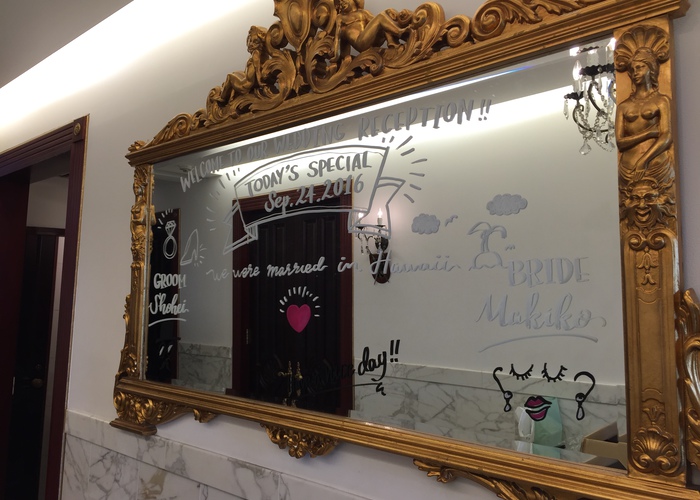 WELCOME TO OUR WEDDING RECEPTION!!
TODAY'S SPECIAL
Sep.24.2016
we were married in Hawaii
GROOM
Shohei
BRIDE
Makiko
day!!